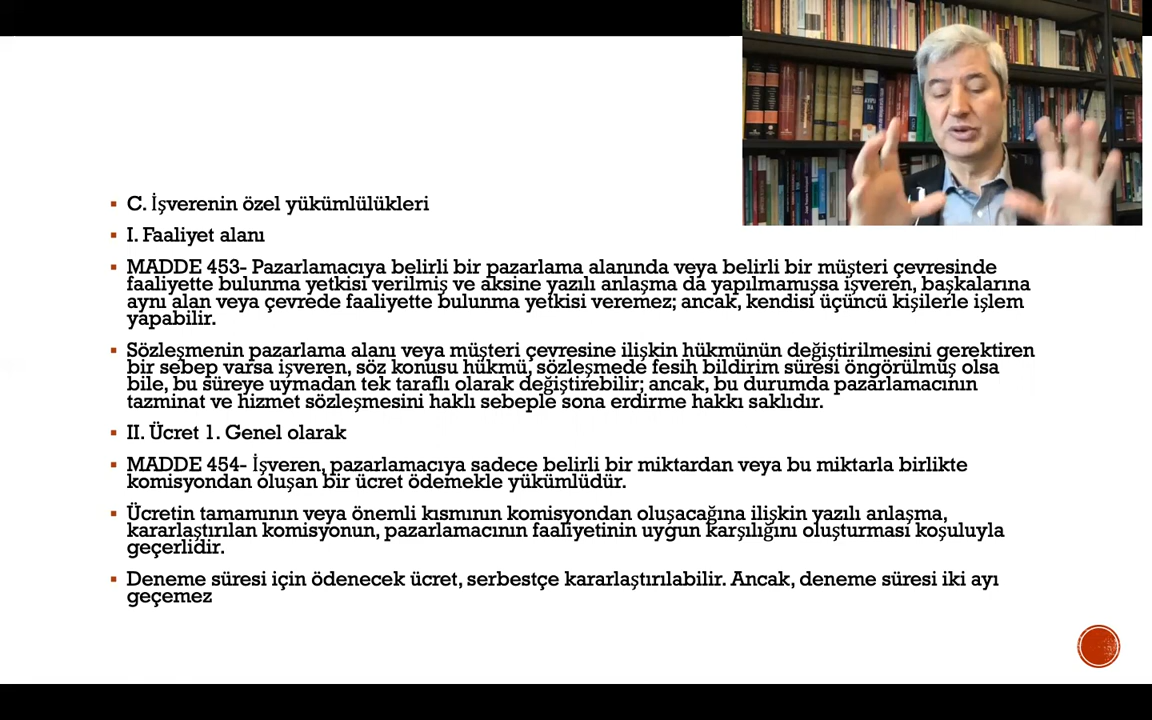 C. İşverenin özel yükümlülükleri
I. Faaliyet alanı
MADDE 453- Pazarlamacıya belirli bir pazarlama alanında veya belirli bir müşteri çevresinde
faaliyette bulunma yetkisi verilmiş ve aksine yazılı anlaşma da yapılmamışsa işveren, başkalarına
aynı alan veya çevrede faaliyette bulunma yetkisi veremez; ancak, kendisi üçüncü kişilerle işlem
yapabilir.
Sözleşmenin pazarlama alanı veya müşteri çevresine ilişkin hükmünün değiştirilmesini gerektiren
bir sebep varsa işveren, söz konusu hükmü, sözleşmede fesih bildirim süresi öngörülmüş olsa
bile, bu süreye uymadan tek taraflı olarak değiştirebilir; ancak, bu durumda pazarlamacının
tazminat ve hizmet sözleşmesini haklı sebeple sona erdirme hakkı saklıdır.
II. Ücret 1. Genel olarak
MADDE 454- İşveren, pazarlamacıya sadece belirli bir miktardan veya bu miktarla birlikte
komisyondan oluşan bir ücret ödemekle yükümlüdür.
Ücretin tamamının veya önemli kısmının komisyondan oluşacağına ilişkin yazılı anlaşma,
kararlaştırılan komisyonun, pazarlamacının faaliyetinin uygun karşılığını oluşturması koşuluyla
geçerlidir.
Deneme süresi için ödenecek ücret, serbestçe kararlaştırılabilir. Ancak, deneme süresi iki ayı
geçemez